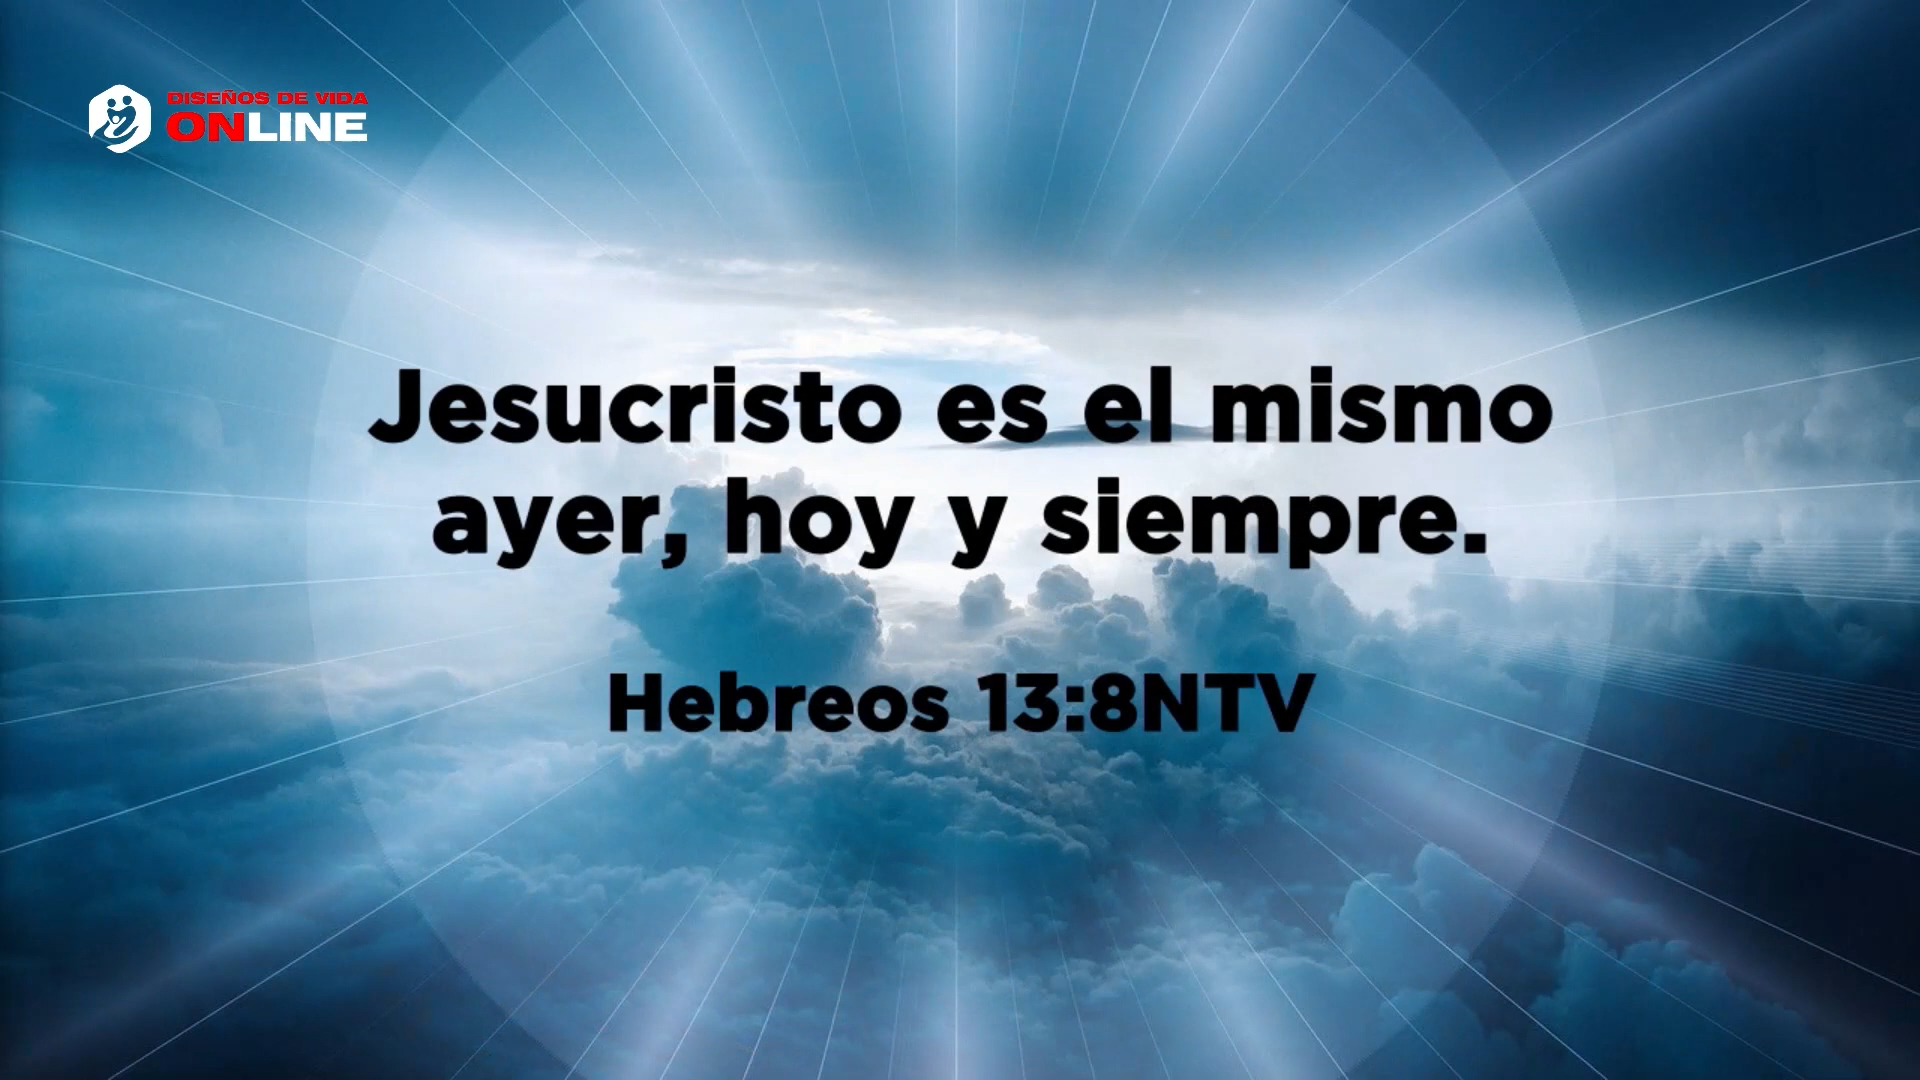 DISEÑOS DE VIDA
ONLINE
Jesucristo es el mismo
ayer, hoy y siempre.
Hebreos 13:8NTV